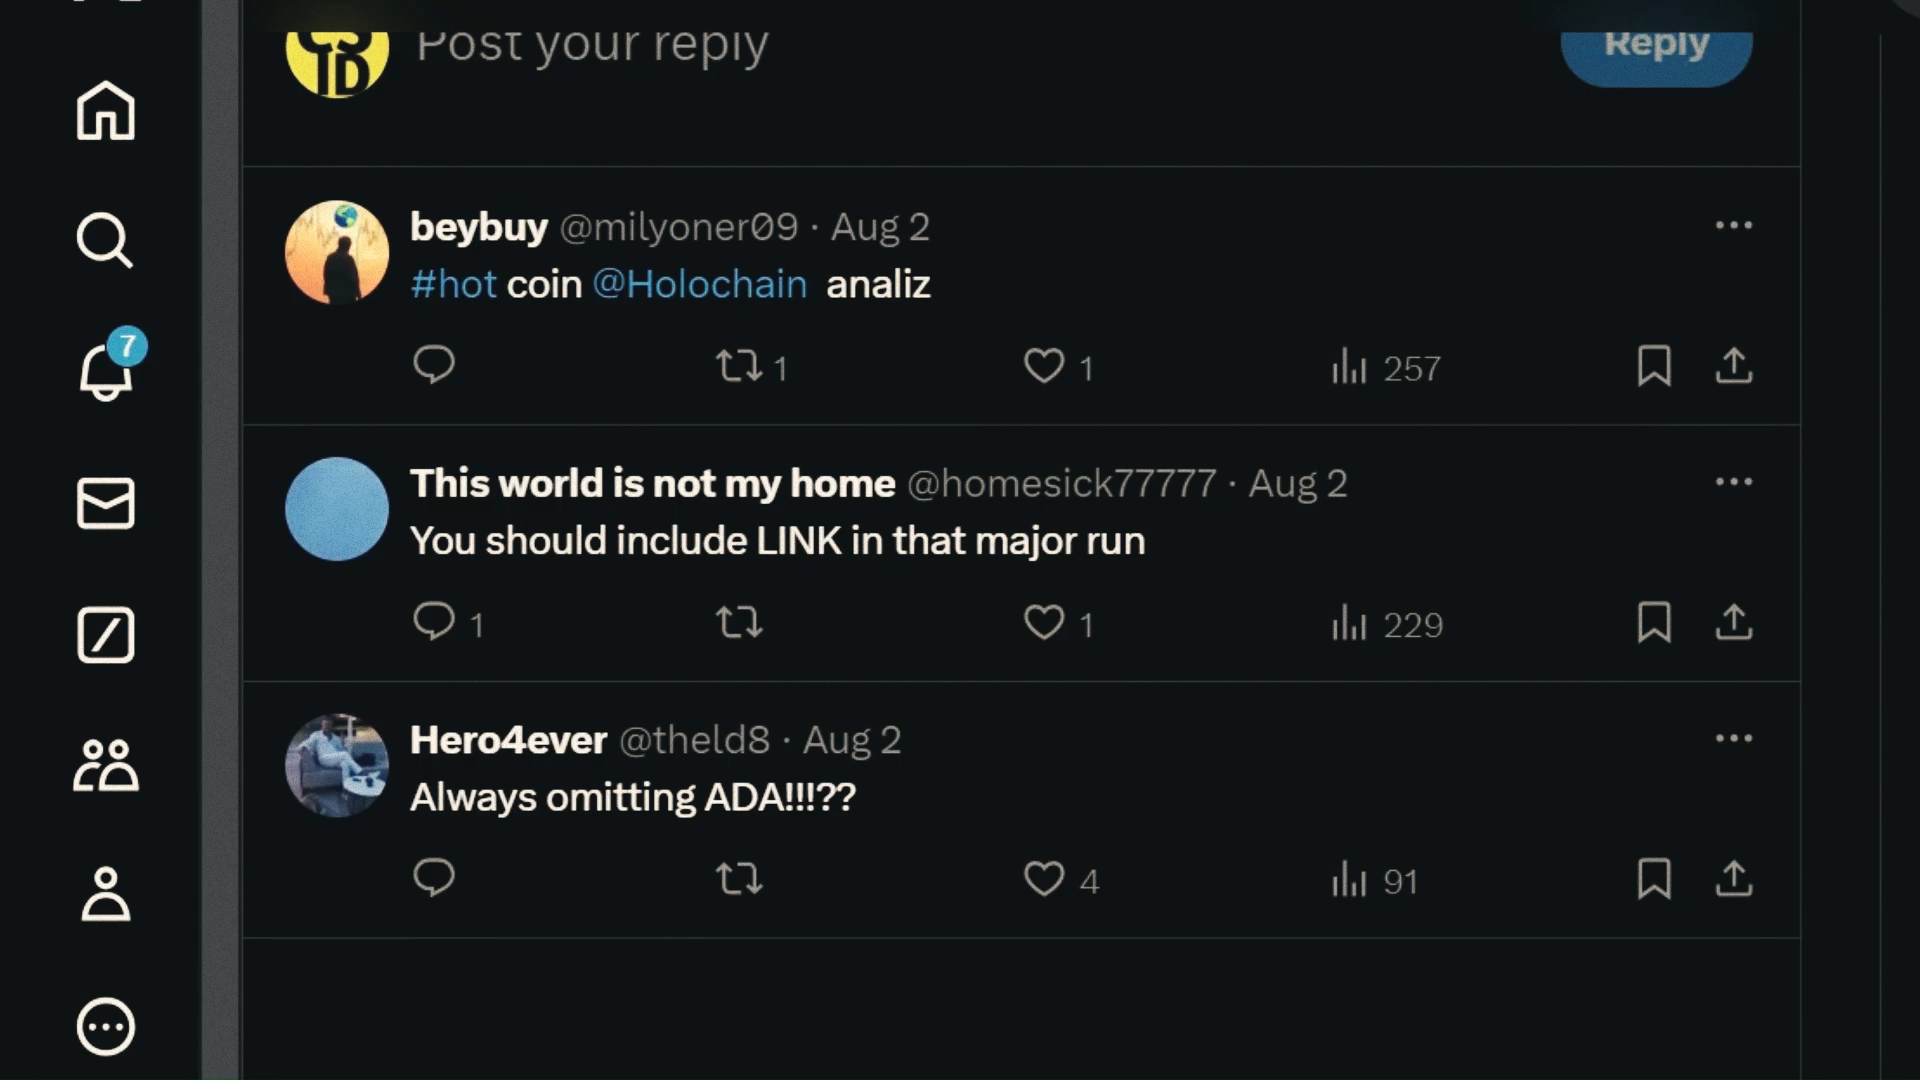 Post your reply
Reply
beybuy @milyoner09 · Aug 2
#hot coin @Holochain analiz
1 1 257
7
This world is not my home @homesick77777 · Aug 2
You should include LINK in that major run
1 1 229
Hero4ever @theld8 · Aug 2
Always omitting ADA!!!??
4 91